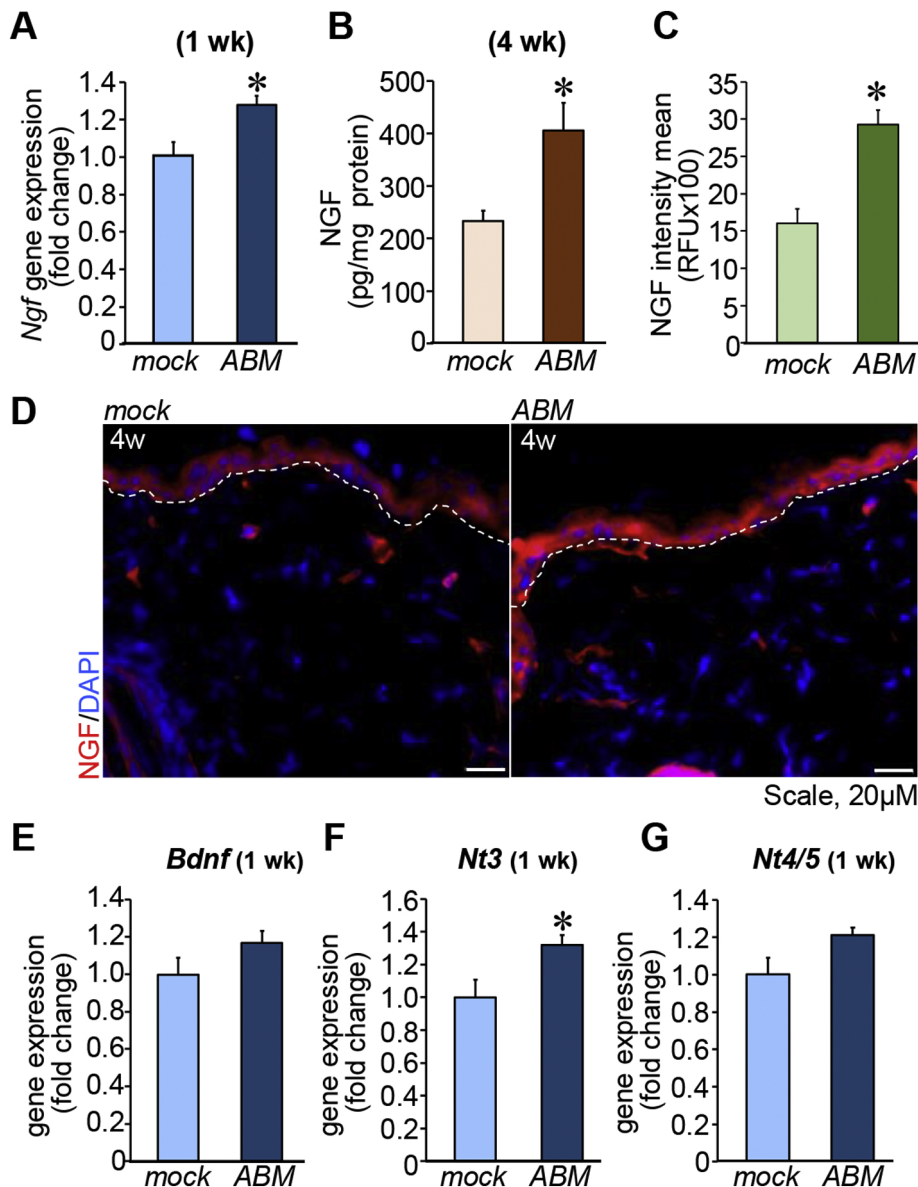 A
(1 wk)
Ngf gene expression
(fold change)
1.4
1.2
1.0
0.8
0.6
0.4
0.2
0
*
mock ABM
B
(4 wk)
NGF
(pg/mg protein)
500
400
300
200
100
0
*
mock ABM
C
NGF intensity mean
(RFUx100)
35
30
25
20
15
10
5
0
*
mock ABM
D
mock
4w
ABM
4w
NGF/DAPI
Scale, 20μM
E
Bdnf (1 wk)
gene expression
(fold change)
1.4
1.2
1.0
0.8
0.6
0.4
0.2
0
mock ABM
F
Nt3 (1 wk)
gene expression
(fold change)
1.6
1.4
1.2
1.0
0.8
0.6
0.4
0.2
0
*
mock ABM
G
Nt4/5 (1 wk)
gene expression
(fold change)
1.4
1.2
1.0
0.8
0.6
0.4
0.2
0
mock ABM